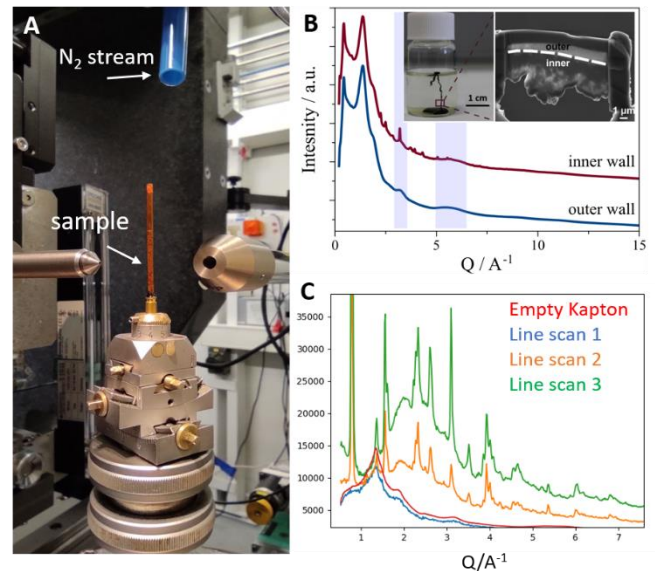 A
N₂ stream
sample
B
Intesnity / a.u.
outer
inner
1 cm
1 µm
inner wall
outer wall
0 5 10 15
Q / A⁻¹
C
Empty Kapton
Line scan 1
Line scan 2
Line scan 3
35000
30000
25000
20000
15000
10000
5000
1 2 3 4 5 6 7
Q/A⁻¹